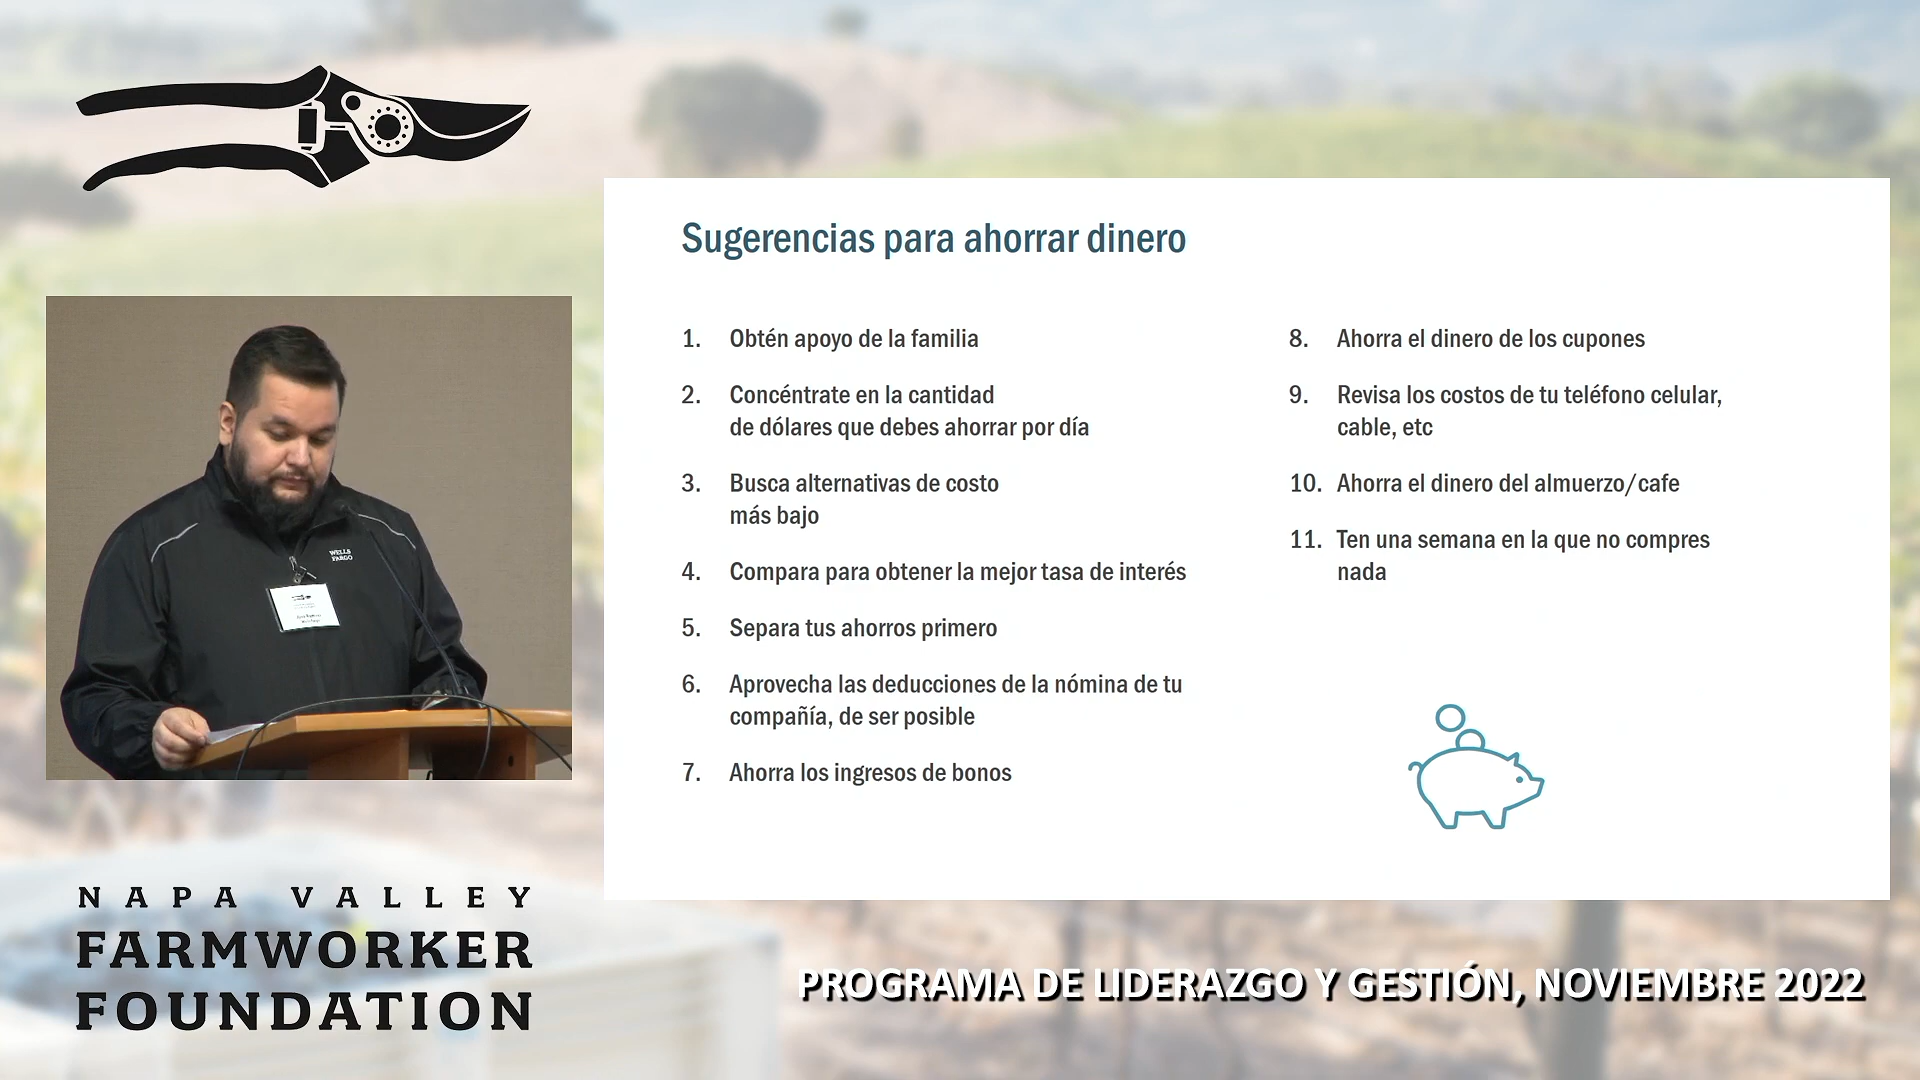 Sugerencias para ahorrar dinero
1. Obtén apoyo de la familia
2. Concéntrate en la cantidad
de dólares que debes ahorrar por día
3. Busca alternativas de costo
más bajo
4. Compara para obtener la mejor tasa de interés
5. Separa tus ahorros primero
6. Aprovecha las deducciones de la nómina de tu
compañía, de ser posible
7. Ahorra los ingresos de bonos
8. Ahorra el dinero de los cupones
9. Revisa los costos de tu teléfono celular,
cable, etc
10. Ahorra el dinero del almuerzo/cafe
11. Ten una semana en la que no compres
nada
WELLS
FARGO
NAPA VALLEY
FARMWORKER
FOUNDATION
PROGRAMA DE LIDERAZGO Y GESTIÓN, NOVIEMBRE 2022